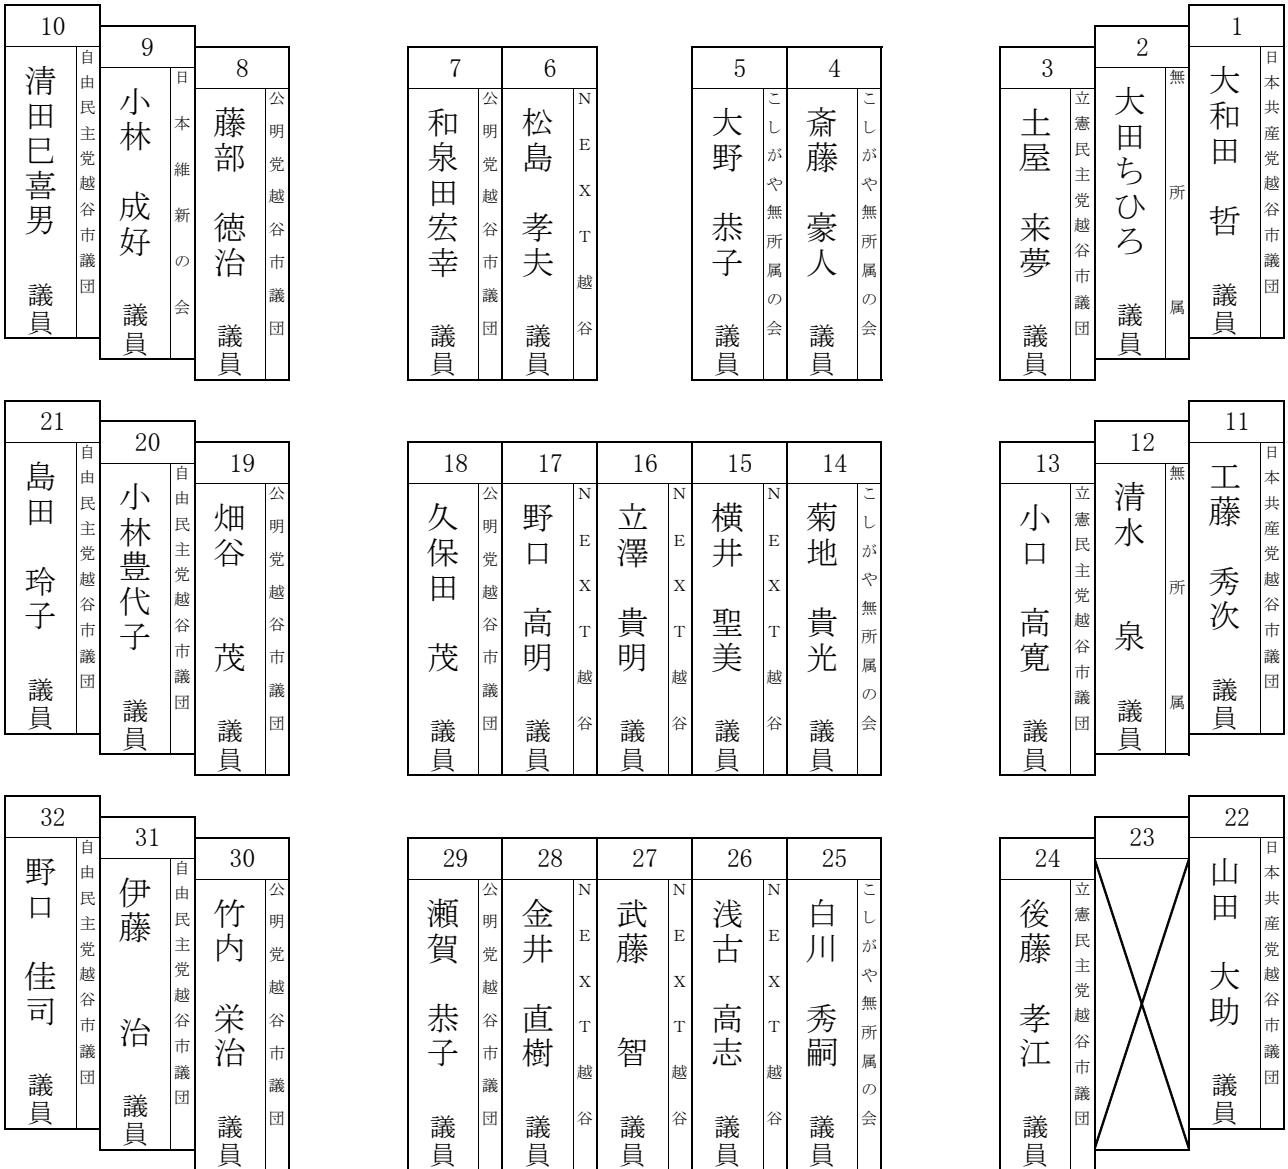 1
日本共産党越谷市議団
大和田 哲 議員
2
無所属
大田ちひろ 議員
3
立憲民主党越谷市議団
土屋 来夢 議員
4
こしがや無所属の会
斎藤 豪人 議員
5
こしがや無所属の会
大野 恭子 議員
6
NEXT越谷
松島 孝夫 議員
7
公明党越谷市議団
和泉田宏幸 議員
8
公明党越谷市議団
藤部 徳治 議員
9
日本維新の会
小林 成好 議員
10
自由民主党越谷市議団
清田巳喜男 議員
11
日本共産党越谷市議団
工藤 秀次 議員
12
無所属
清水 泉 議員
13
立憲民主党越谷市議団
小口 高寛 議員
14
こしがや無所属の会
菊地 貴光 議員
15
NEXT越谷
横井 聖美 議員
16
NEXT越谷
立澤 貴明 議員
17
NEXT越谷
野口 高明 議員
18
公明党越谷市議団
久保田 茂 議員
19
公明党越谷市議団
畑谷 茂 議員
20
自由民主党越谷市議団
小林豊代子 議員
21
自由民主党越谷市議団
島田 玲子 議員
22
日本共産党越谷市議団
山田 大助 議員
23
24
立憲民主党越谷市議団
後藤 孝江 議員
25
こしがや無所属の会
白川 秀嗣 議員
26
NEXT越谷
浅古 高志 議員
27
NEXT越谷
武藤 智 議員
28
NEXT越谷
金井 直樹 議員
29
公明党越谷市議団
瀬賀 恭子 議員
30
公明党越谷市議団
竹内 栄治 議員
31
自由民主党越谷市議団
伊藤 治 議員
32
自由民主党越谷市議団
野口 佳司 議員